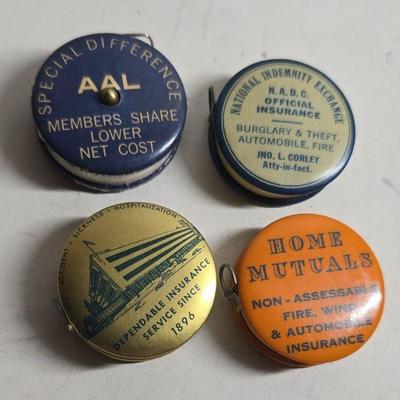 SPECIAL DIFFERENCE
AAL
MEMBERS SHARE
LOWER
NET COST
NATIONAL INDEMNITY EXCHANGE
N.A.D.C.
OFFICIAL
INSURANCE
BURGLARY & THEFT,
AUTOMOBILE, FIRE
JNO. L. CORLEY
Atty-in-fact.
ACCIDENT • SICKNESS • HOSPITALIZATION
DEPENDABLE INSURANCE
SERVICE SINCE
1896
HOME
MUTUALS
NON-ASSESSABLE
FIRE, WIND
& AUTOMOBILE
INSURANCE